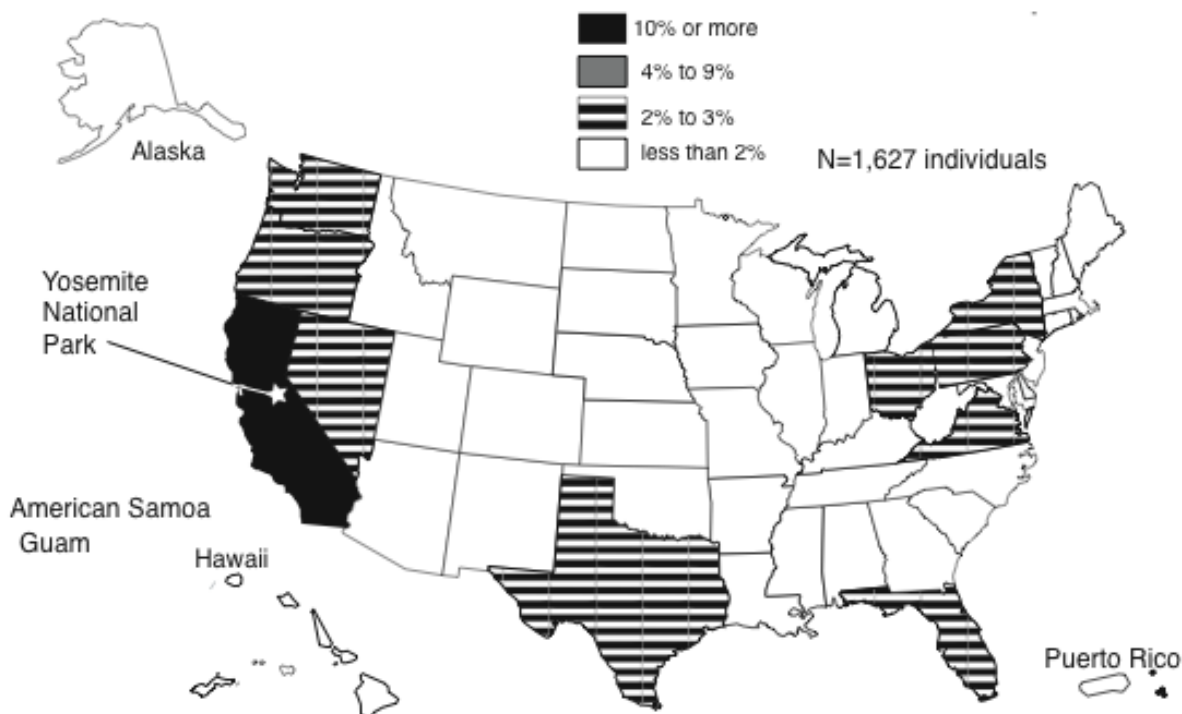 10% or more
4% to 9%
2% to 3%
less than 2%
N=1,627 individuals
Alaska
Yosemite
National
Park
American Samoa
Guam
Hawaii
Puerto Rico